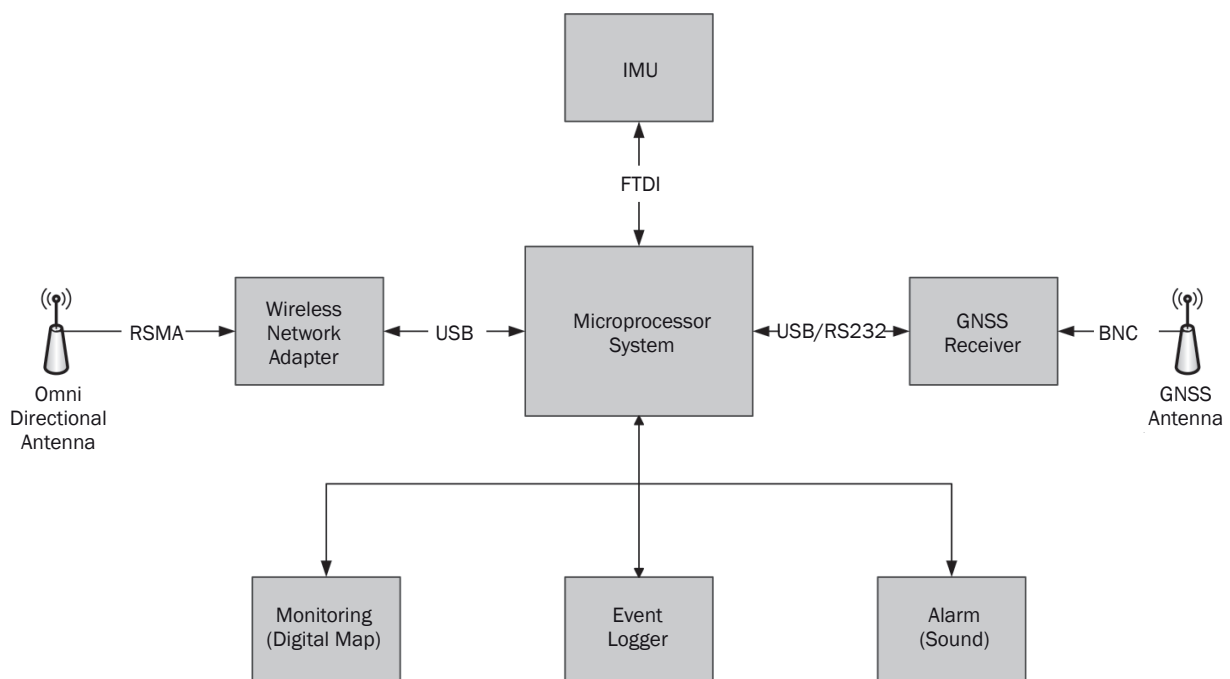 IMU
FTDI
Omni
Directional
Antenna
RSMA
Wireless
Network
Adapter
USB
Microprocessor
System
USB/RS232
GNSS
Receiver
BNC
GNSS
Antenna
Monitoring
(Digital Map)
Event
Logger
Alarm
(Sound)